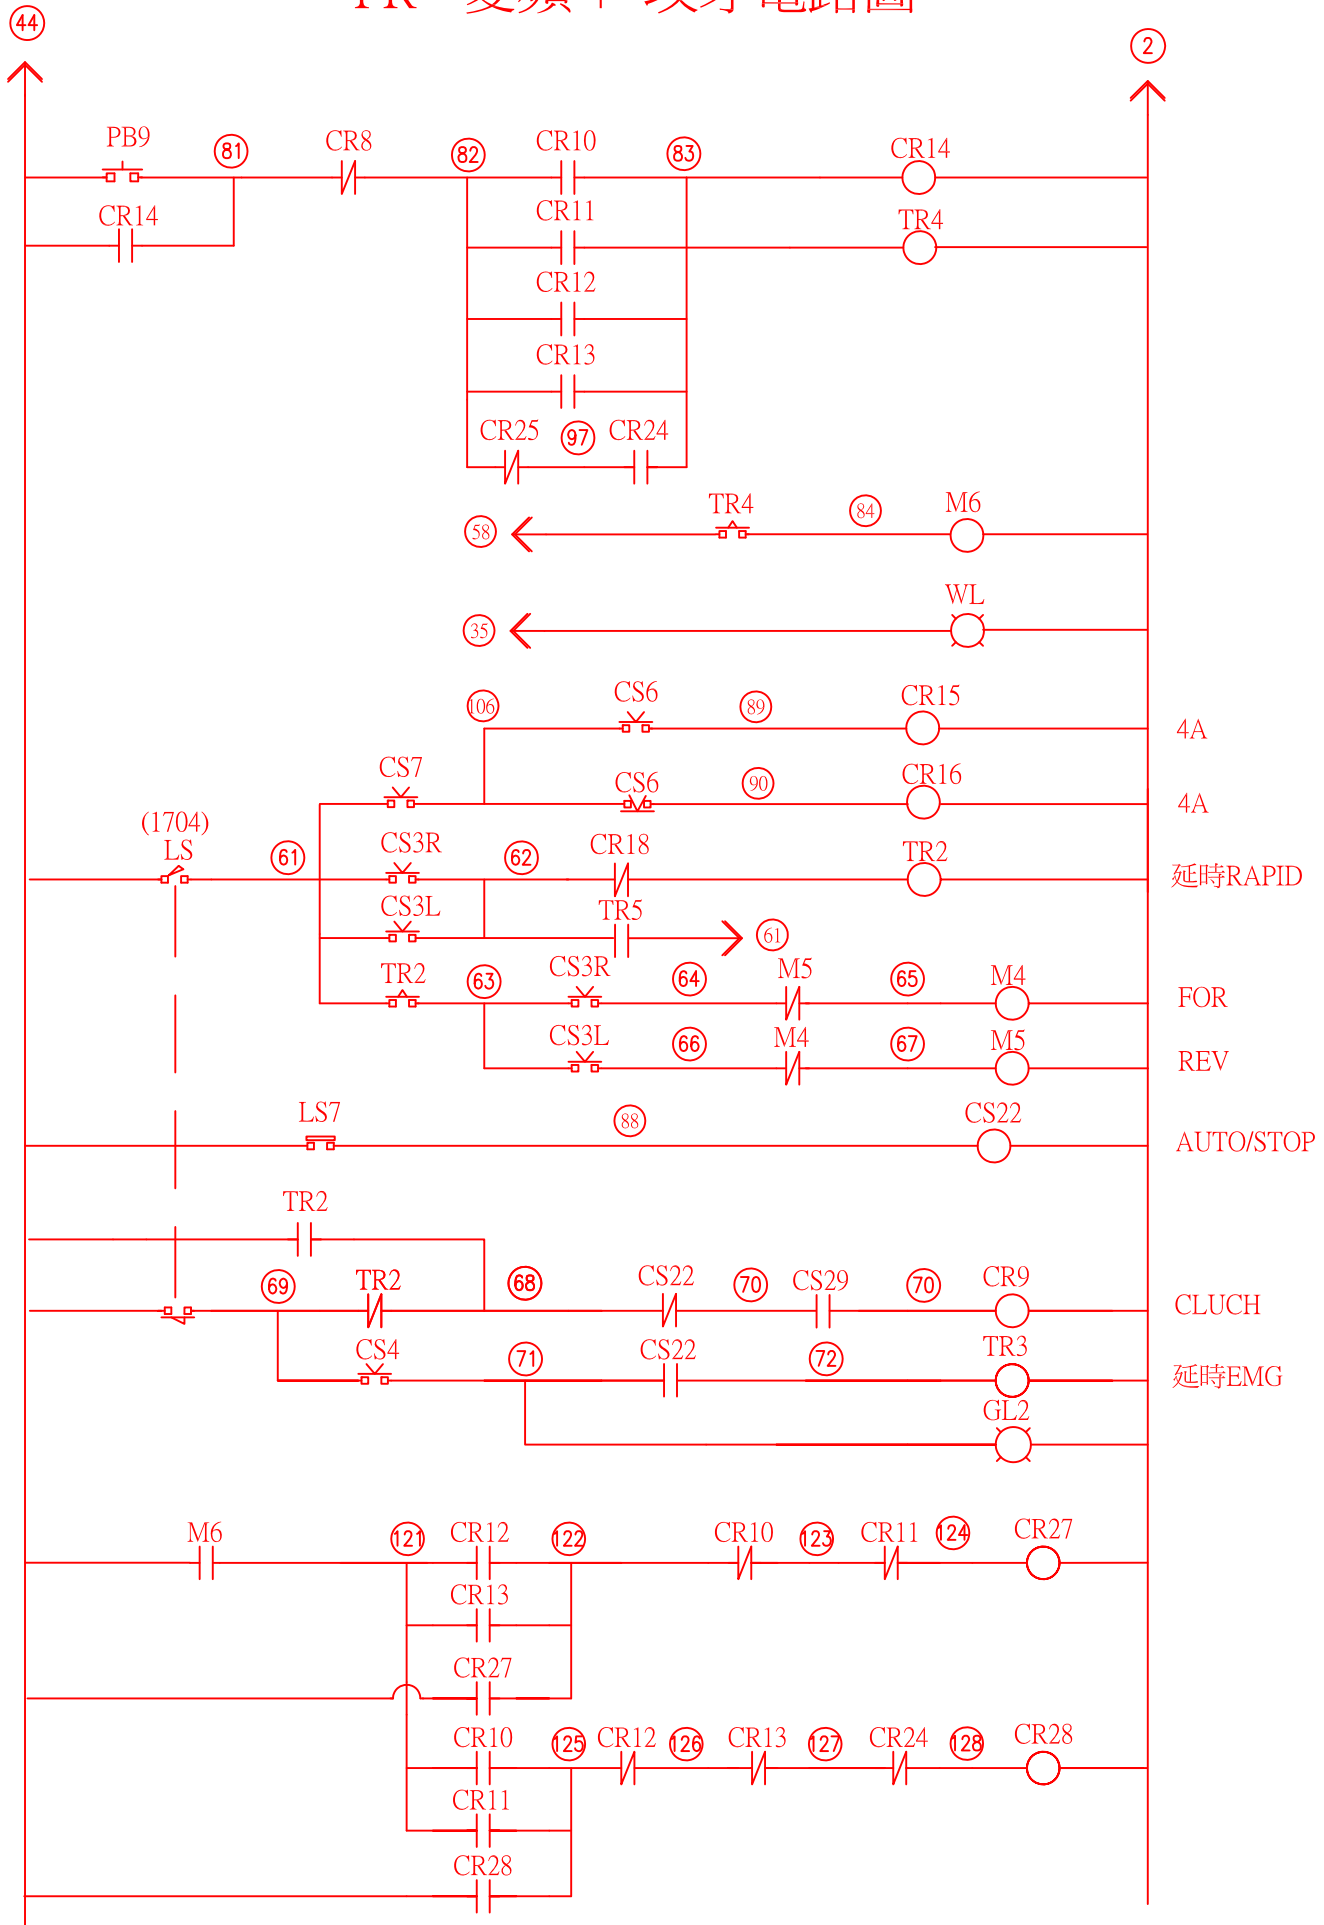 44
2
PB9 81 CR8 82 CR10 83 CR14
CR14 CR11 TR4
CR12
CR13
CR25 97 CR24
58 TR4 84 M6
35 WL
106 CS6 89 CR15 4A
CS7 CS6 90 CR16 4A
(1704)
LS 61 CS3R 62 CR18 TR2 延時RAPID
CS3L TR5 61
TR2 63 CS3R 64 M5 65 M4 FOR
CS3L 66 M4 67 M5 REV
LS7 88 CS22 AUTO/STOP
TR2
69 TR2 68 CS22 70 CS29 70 CR9 CLUCH
CS4 71 CS22 72 TR3 延時EMG
GL2
M6 121 CR12 122 CR10 123 CR11 124 CR27
CR13
CR27
CR10 125 CR12 126 CR13 127 CR24 128 CR28
CR11
CR28